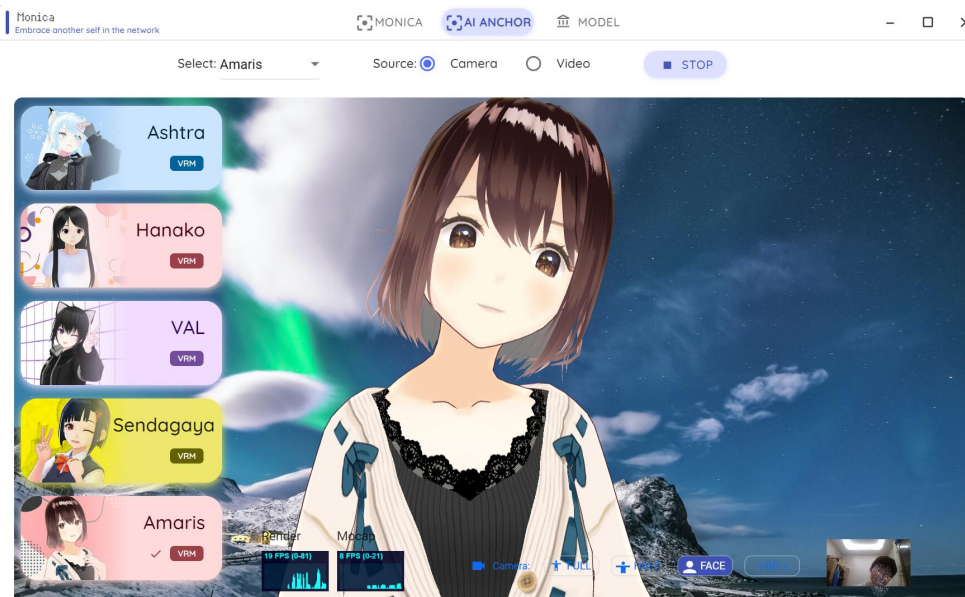 Monica
Embrace another self in the network
MONICA
AI ANCHOR
MODEL
Select: Amaris
Source: Camera Video
STOP
Ashtra
VRM
Hanako
VRM
VAL
VRM
Sendagaya
VRM
Amaris
VRM
Render
Mocap
19 FPS (0-81)
8 FPS (0-21)
Camera:
FULL
FACE